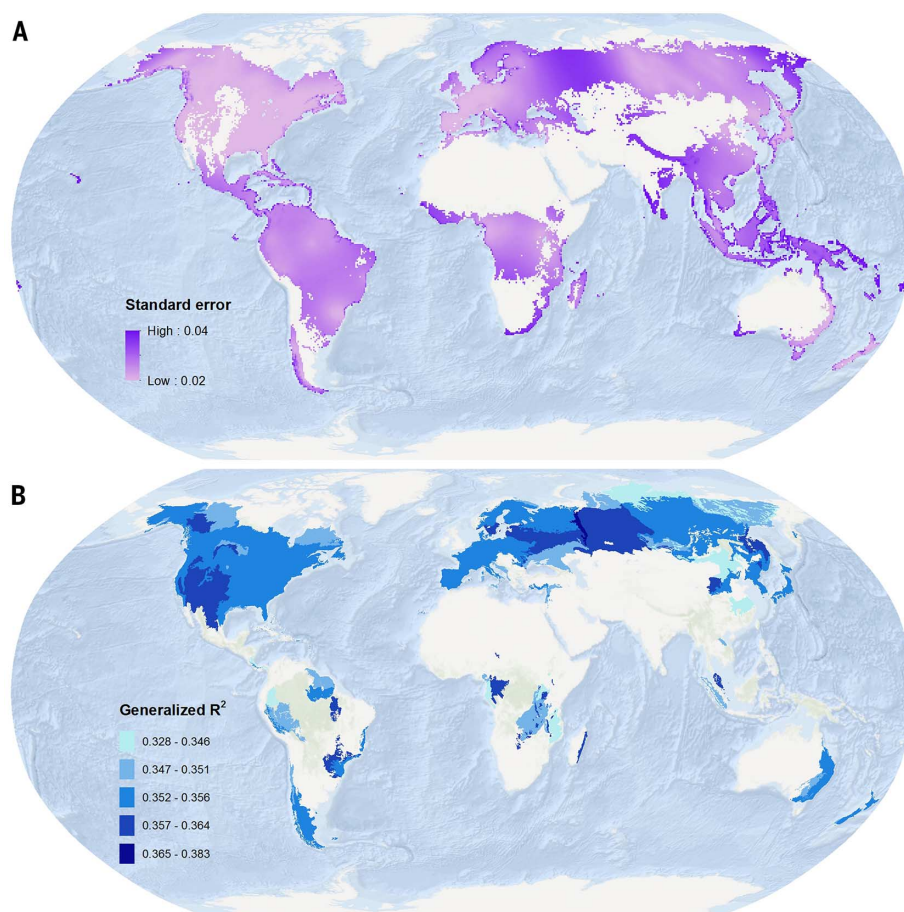 A
Standard error
High : 0.04
Low : 0.02
B
Generalized R²
0.328 - 0.346
0.347 - 0.351
0.352 - 0.356
0.357 - 0.364
0.365 - 0.383